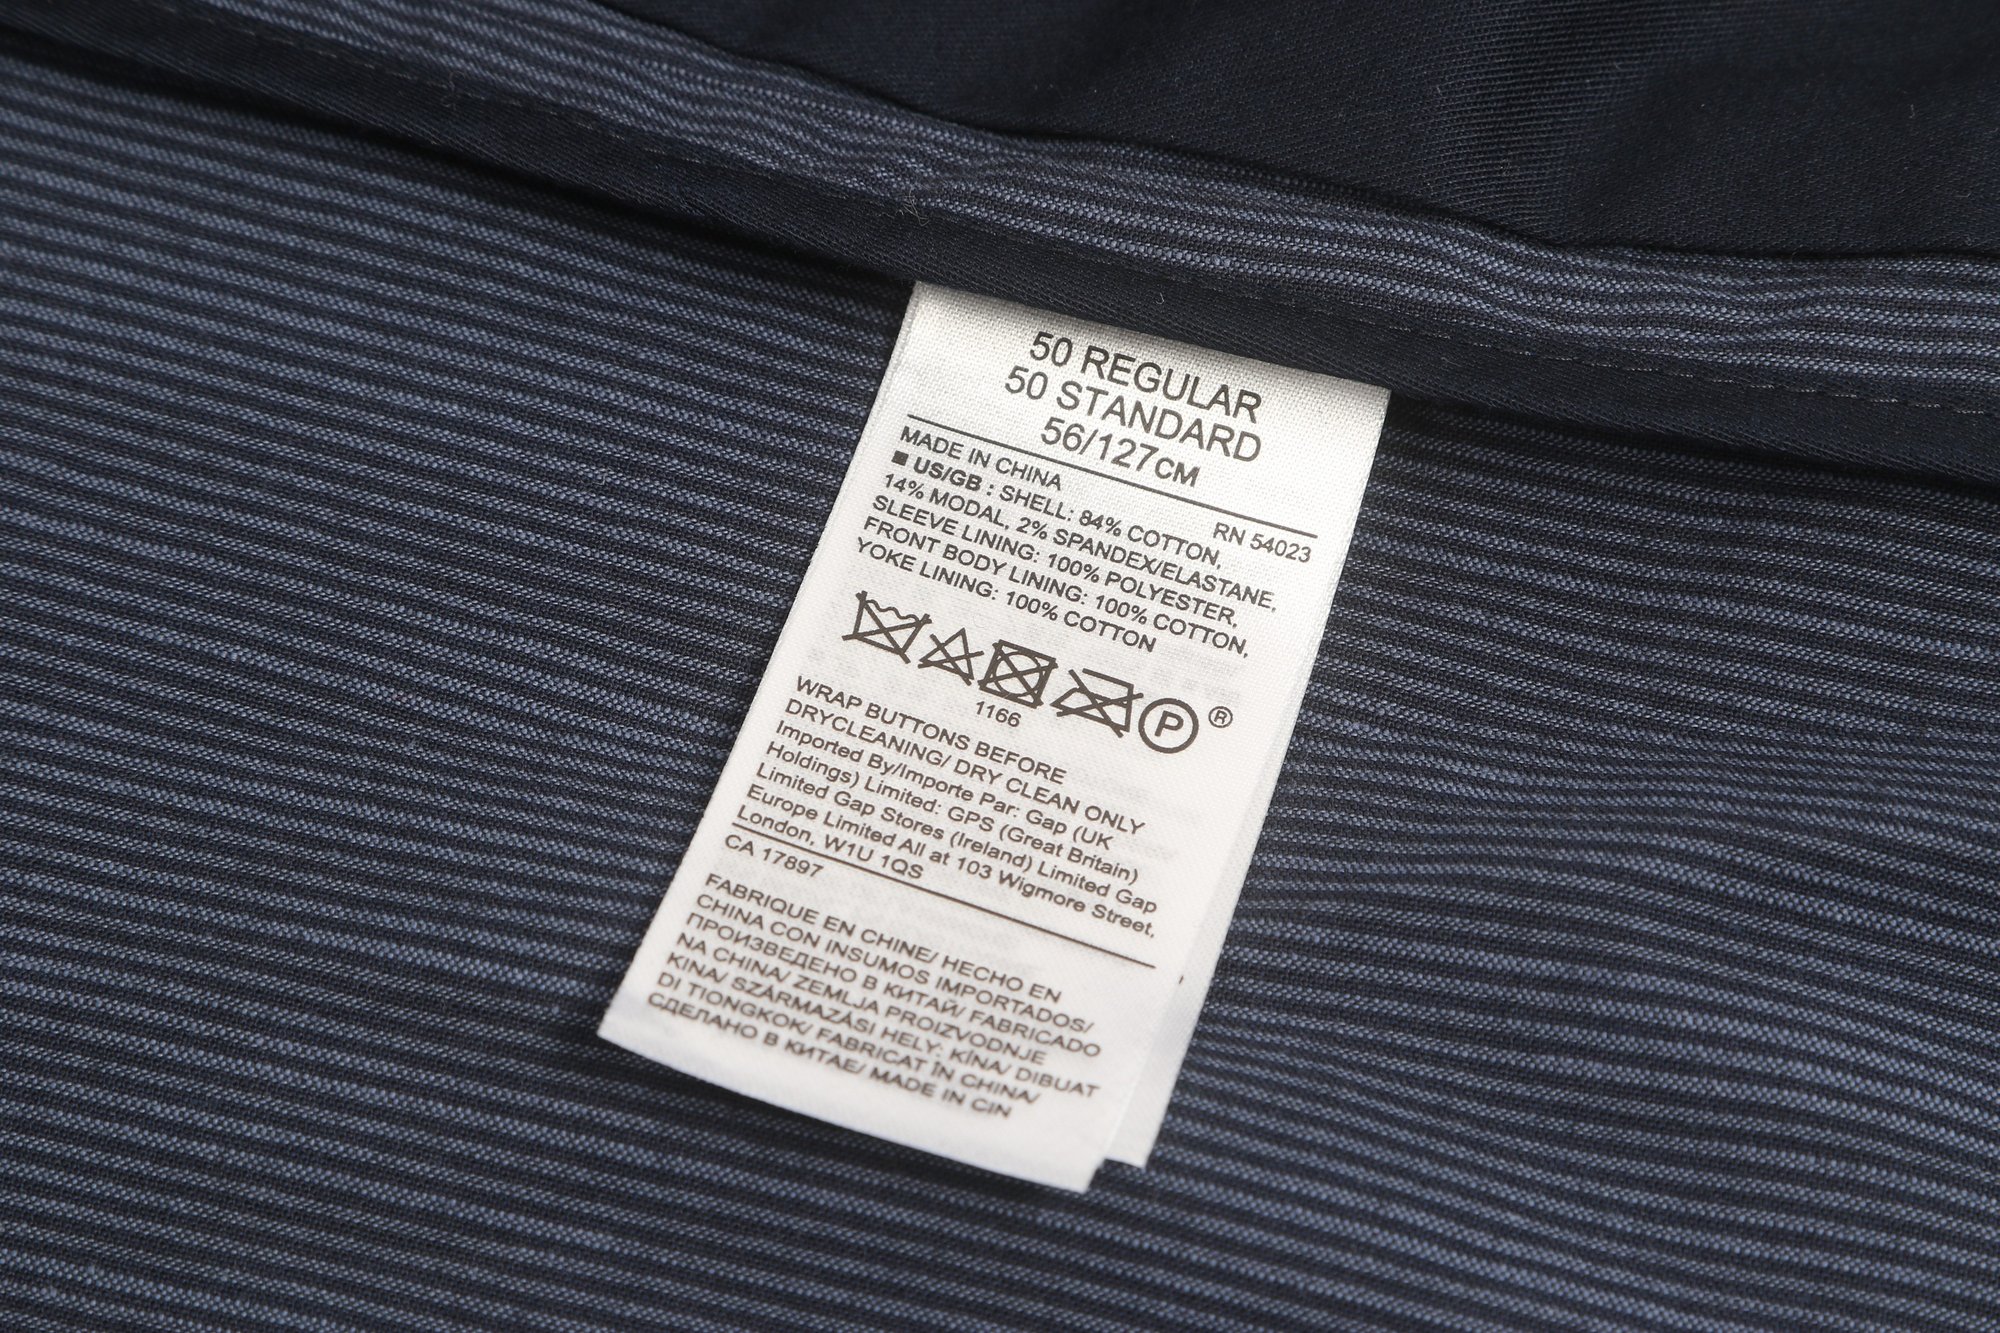 50 REGULAR
50 STANDARD
56/127CM
MADE IN CHINA
RN 54023
■ US/GB : SHELL: 84% COTTON,
14% MODAL, 2% SPANDEX/ELASTANE,
SLEEVE LINING: 100% POLYESTER,
FRONT BODY LINING: 100% COTTON,
YOKE LINING: 100% COTTON
P ®
1166
WRAP BUTTONS BEFORE
DRYCLEANING/ DRY CLEAN ONLY
Imported By/Importe Par: Gap (UK
Holdings) Limited: GPS (Great Britain)
Limited Gap Stores (Ireland) Limited Gap
Europe Limited All at 103 Wigmore Street,
London, W1U 1QS
CA 17897
FABRIQUE EN CHINE/ HECHO EN
CHINA CON INSUMOS IMPORTADOS/
ПРОИЗВЕДЕНО В КИТАЙ/ FABRICADO
NA CHINA/ ZEMLJA PROIZVODNJE
KINA/ SZÁRMAZÁSI HELY: KÍNA/ DIBUAT
DI TIONGKOK/ FABRICAT ÎN CHINA/
СДЕЛАНО В КИТАЕ/ MADE IN CIN